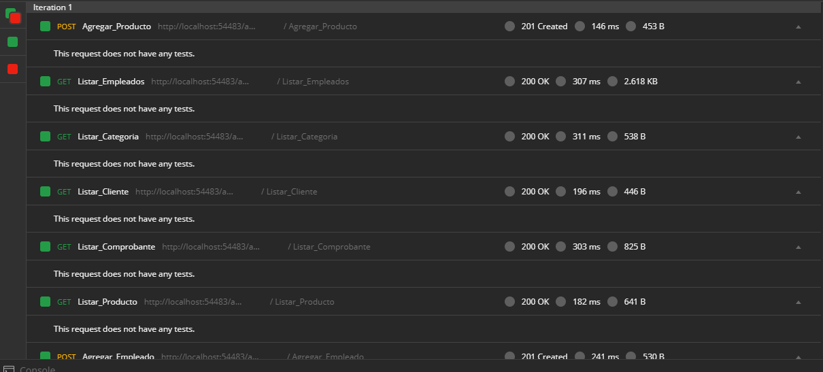 Iteration 1
POST Agregar_Producto http://localhost:54483/a... / Agregar_Producto 201 Created 146 ms 453 B
This request does not have any tests.
GET Listar_Empleados http://localhost:54483/a... / Listar_Empleados 200 OK 307 ms 2.618 KB
This request does not have any tests.
GET Listar_Categoria http://localhost:54483/a... / Listar_Categoria 200 OK 311 ms 538 B
This request does not have any tests.
GET Listar_Cliente http://localhost:54483/a... / Listar_Cliente 200 OK 196 ms 446 B
This request does not have any tests.
GET Listar_Comprobante http://localhost:54483/a... / Listar_Comprobante 200 OK 303 ms 825 B
This request does not have any tests.
GET Listar_Producto http://localhost:54483/a... / Listar_Producto 200 OK 182 ms 641 B
This request does not have any tests.
POST Agregar_Empleado http://localhost:54483/a... / Agregar_Empleado 201 Created 241 ms 530 B
Console